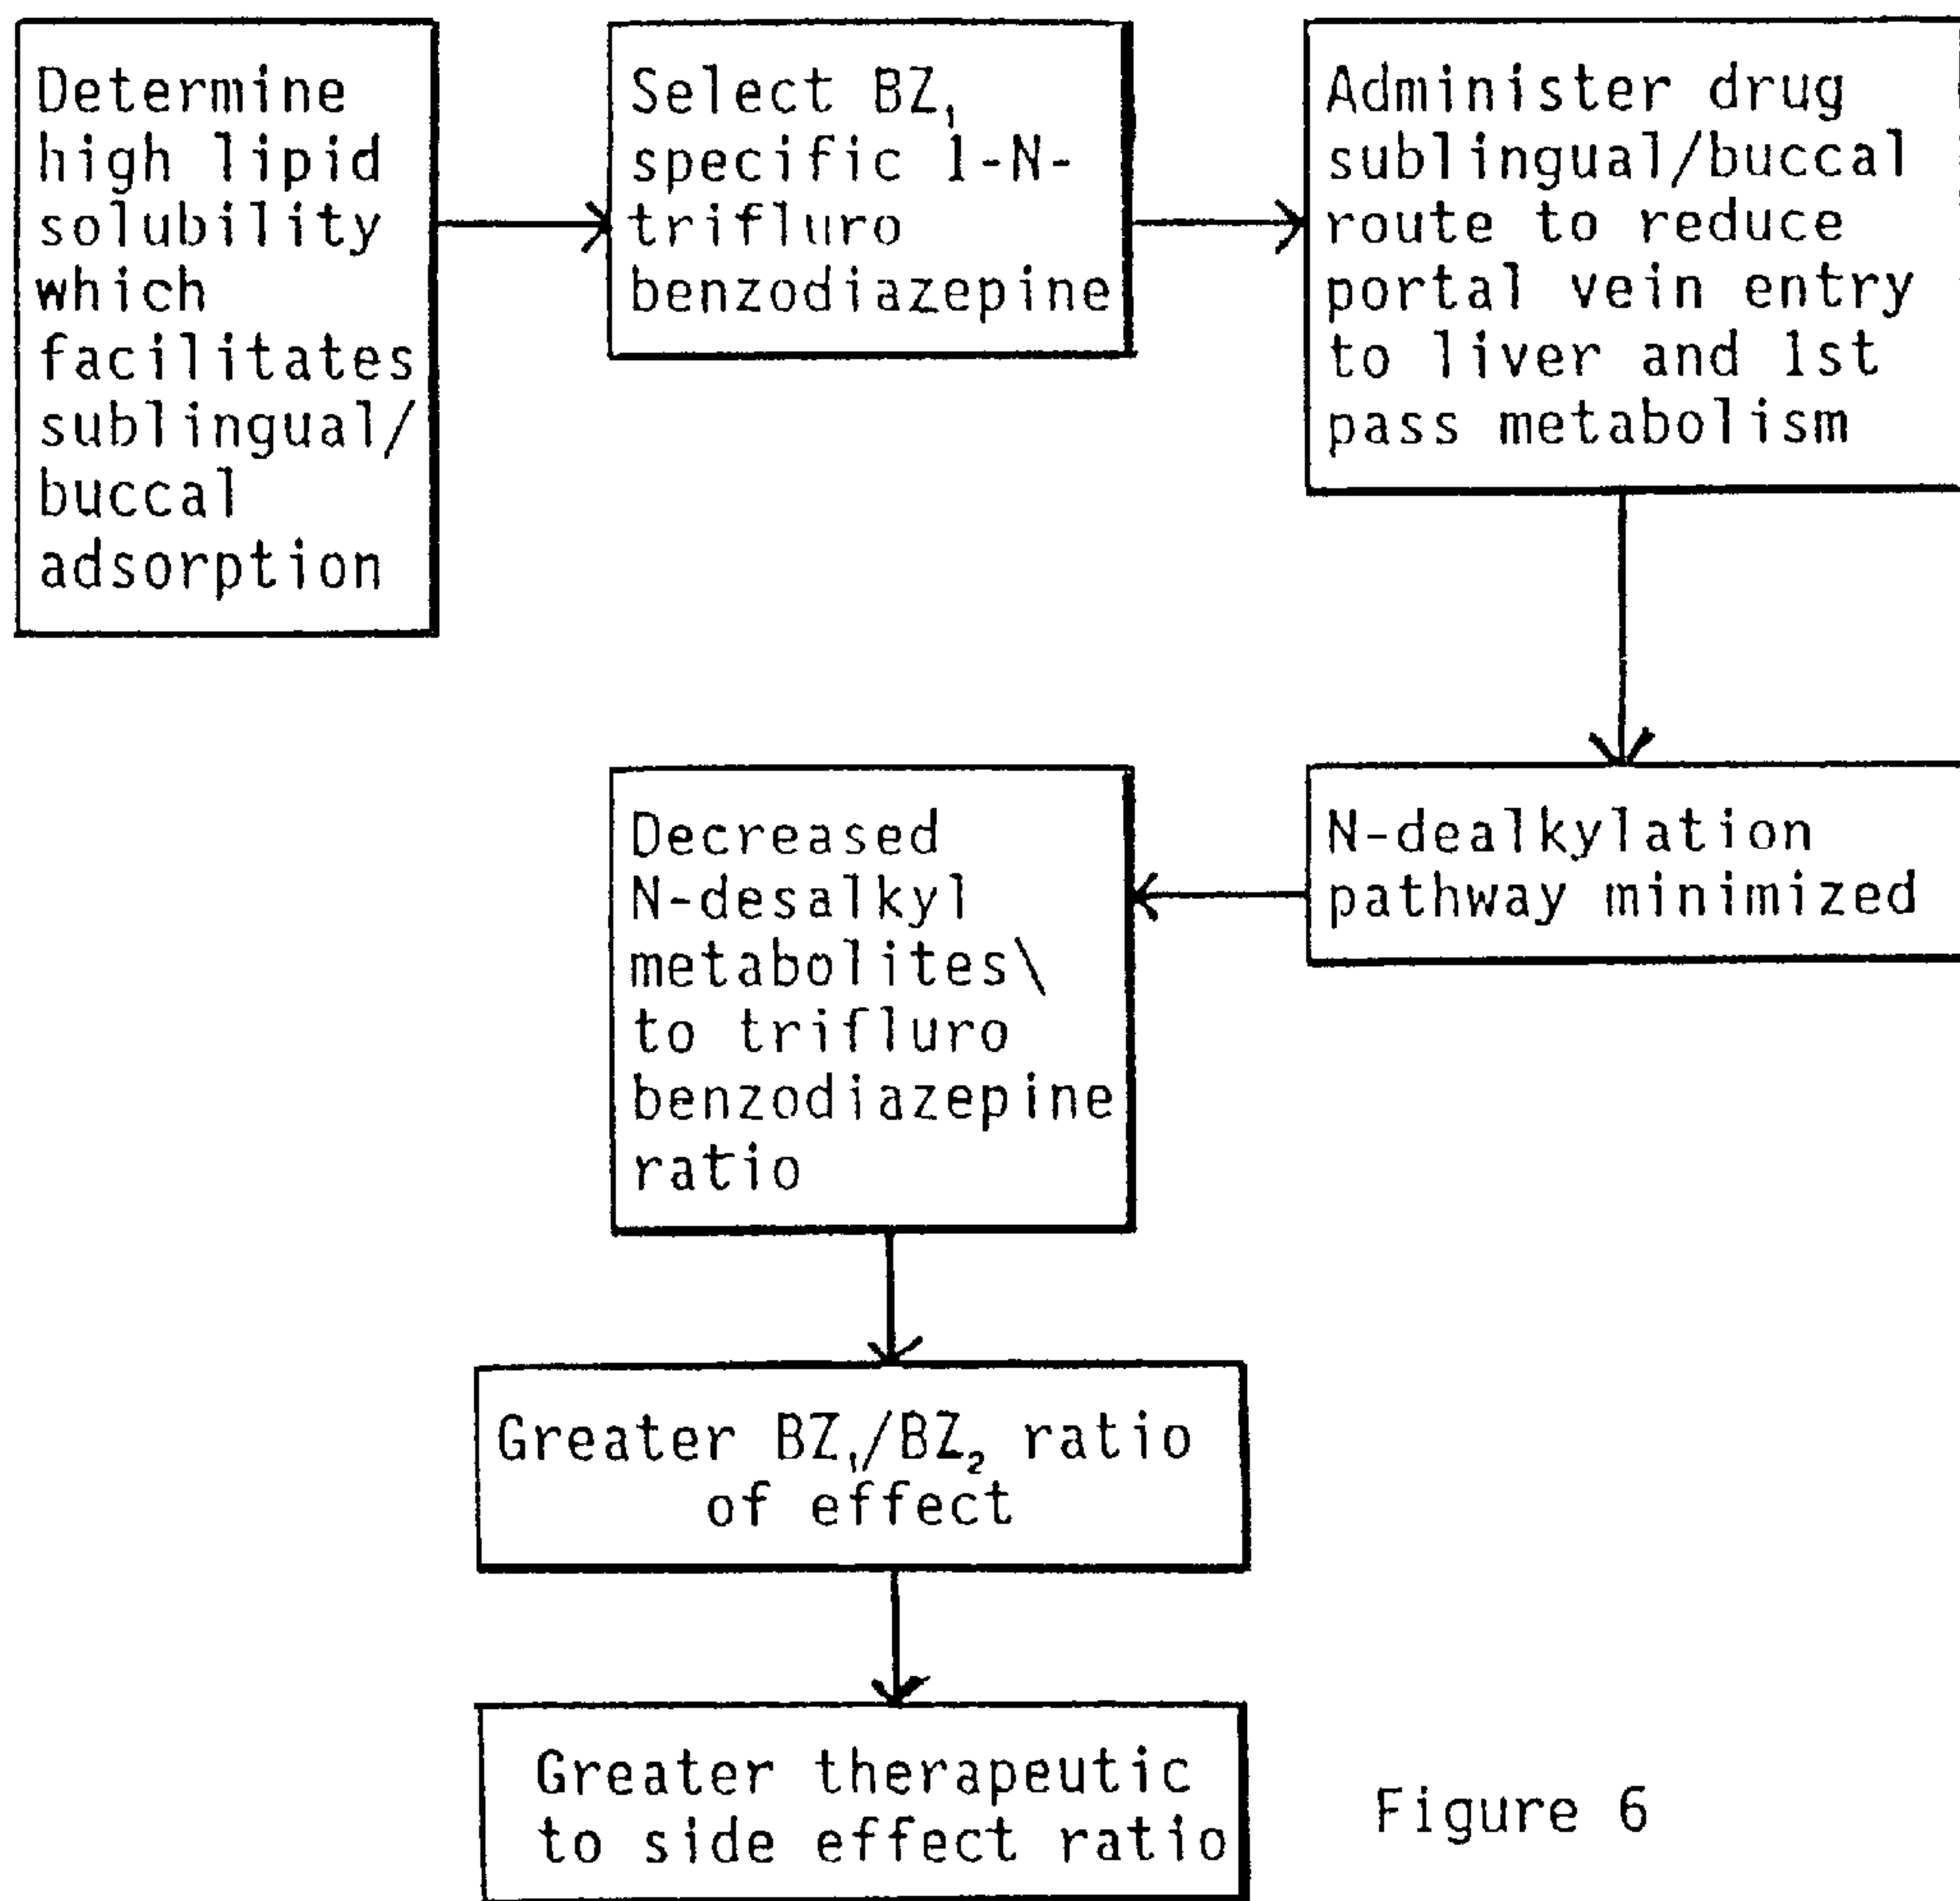 Determine
high lipid
solubility
which
facilitates
sublingual/
buccal
adsorption
Select BZ₁
specific 1-N-
trifluro
benzodiazepine
Administer drug
sublingual/buccal
route to reduce
portal vein entry
to liver and 1st
pass metabolism
N-dealkylation
pathway minimized
Decreased
N-desalkyl
metabolites\
to trifluro
benzodiazepine
ratio
Greater BZ₁/BZ₂ ratio
of effect
Greater therapeutic
to side effect ratio
Figure 6